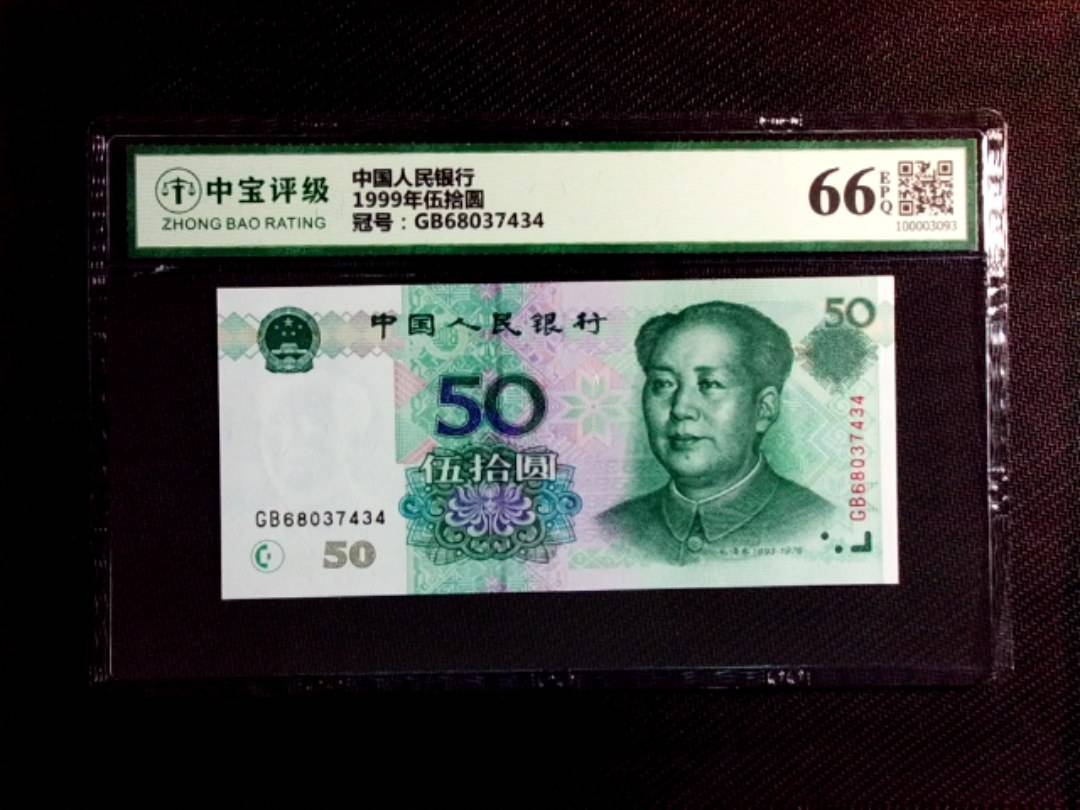 中宝评级
ZHONG BAO RATING
中国人民银行
1999年伍拾圆
冠号：GB68037434
66
EPQ
100003093
中国人民银行
50
50
伍拾圆
GB68037434
GB68037434
50
1893-1976